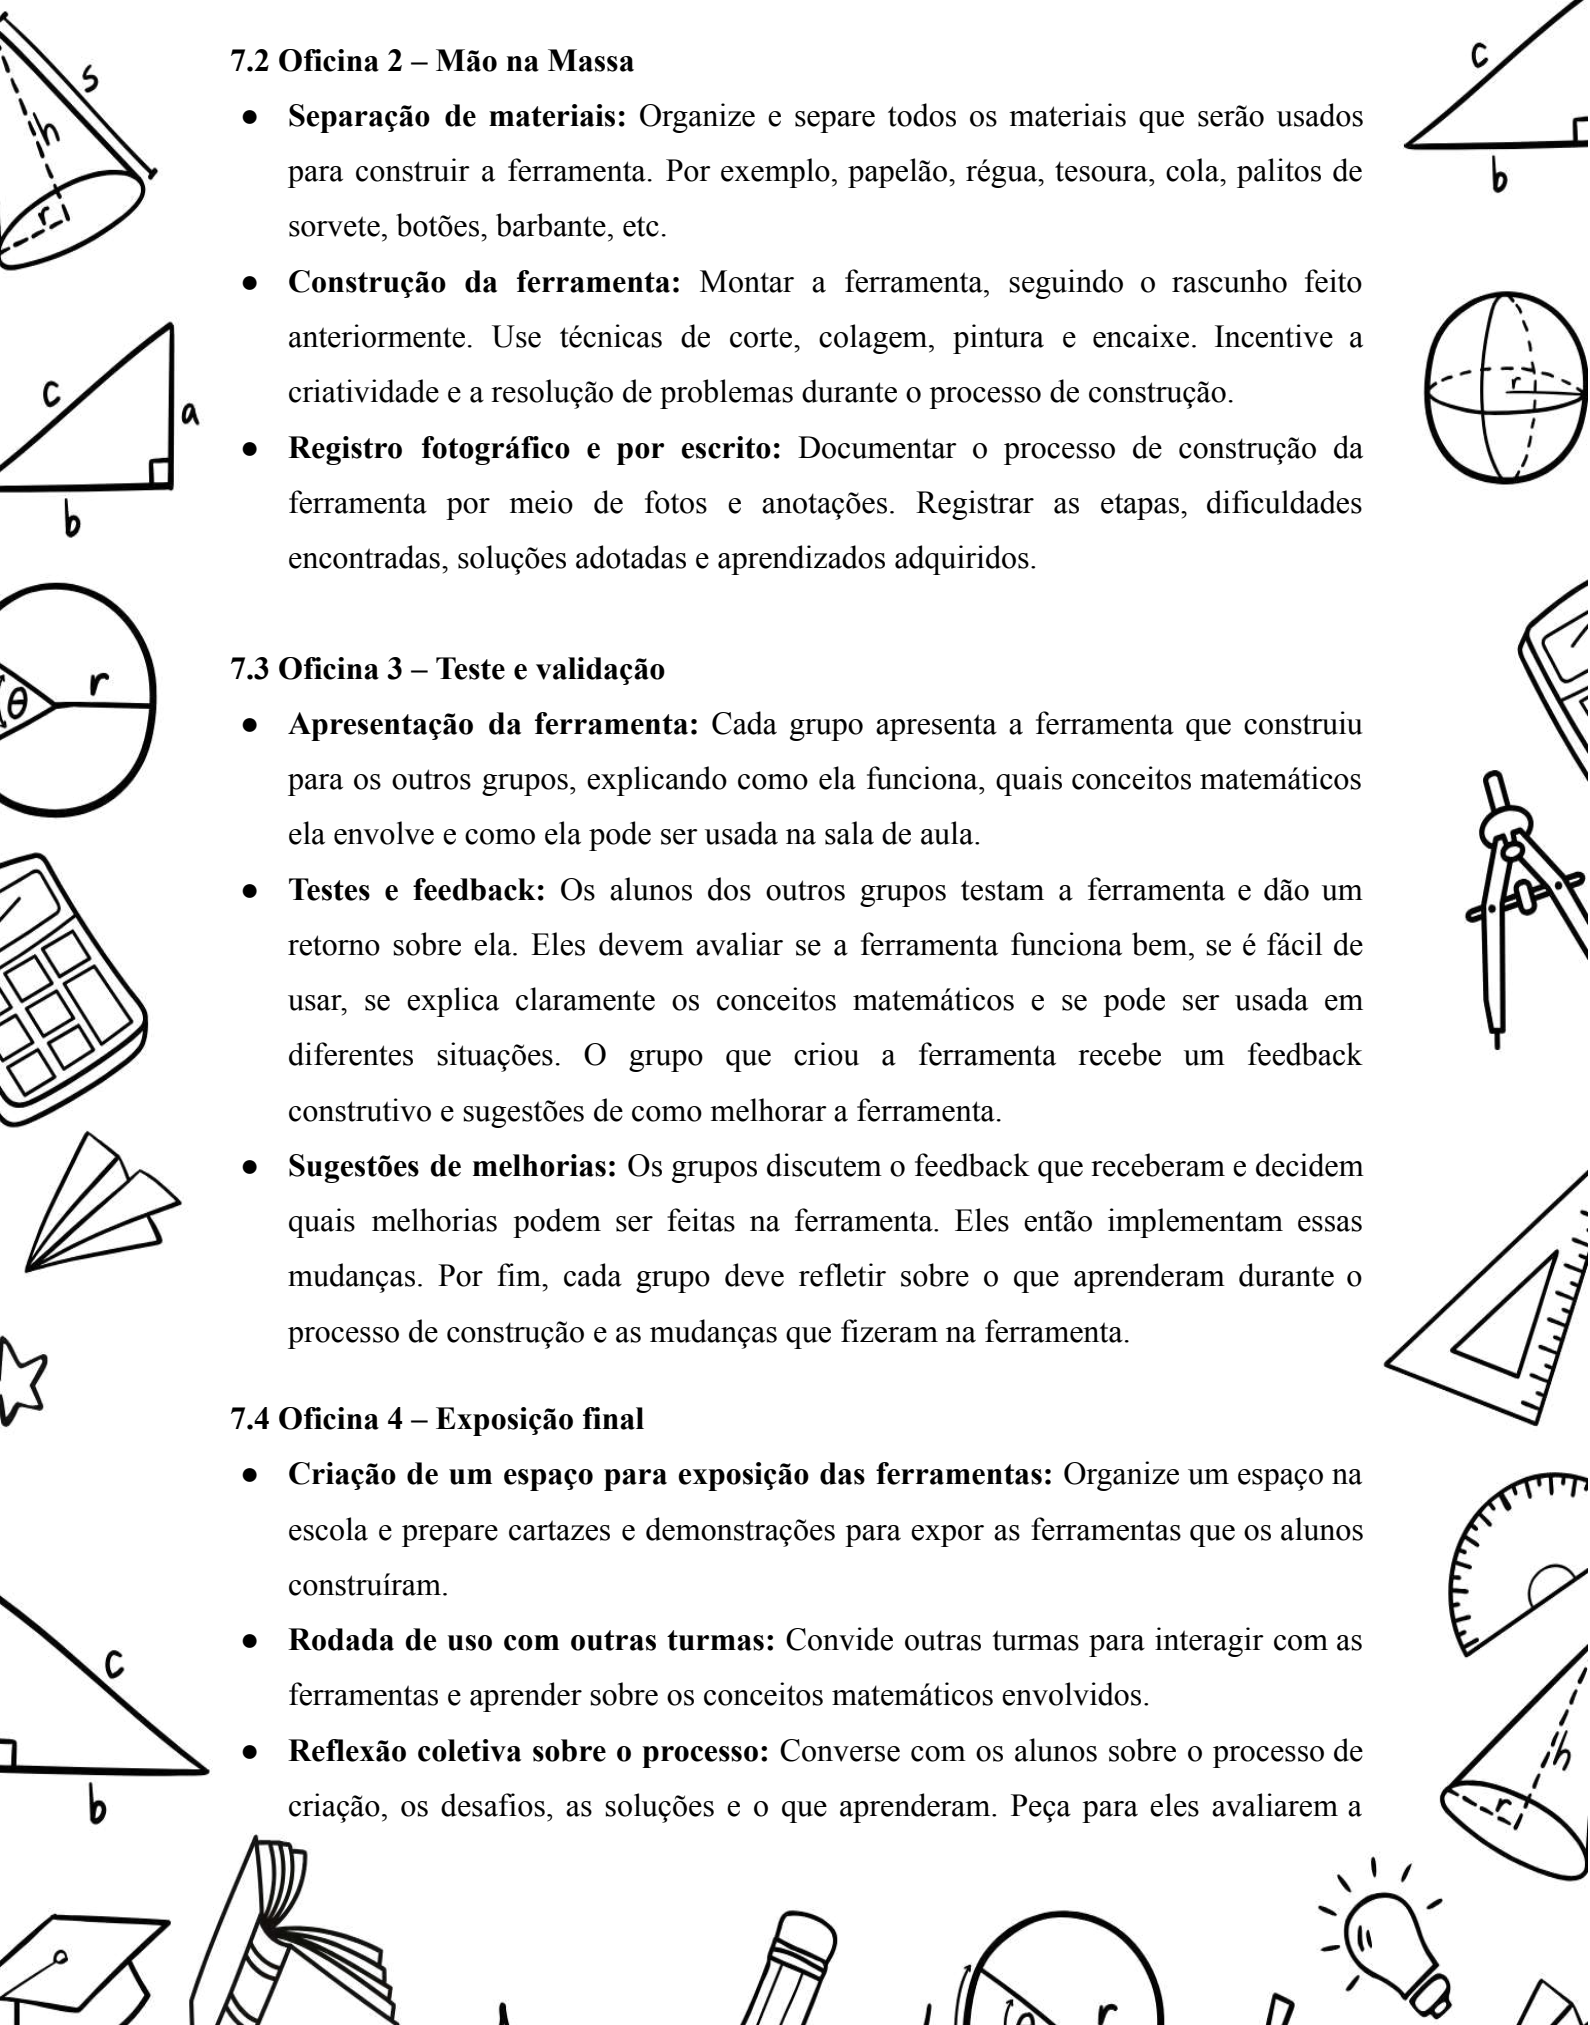 7.2 Oficina 2 – Mão na Massa
● Separação de materiais: Organize e separe todos os materiais que serão usados
para construir a ferramenta. Por exemplo, papelão, régua, tesoura, cola, palitos de
sorvete, botões, barbante, etc.
● Construção da ferramenta: Montar a ferramenta, seguindo o rascunho feito
anteriormente. Use técnicas de corte, colagem, pintura e encaixe. Incentive a
criatividade e a resolução de problemas durante o processo de construção.
● Registro fotográfico e por escrito: Documentar o processo de construção da
ferramenta por meio de fotos e anotações. Registrar as etapas, dificuldades
encontradas, soluções adotadas e aprendizados adquiridos.
7.3 Oficina 3 – Teste e validação
● Apresentação da ferramenta: Cada grupo apresenta a ferramenta que construiu
para os outros grupos, explicando como ela funciona, quais conceitos matemáticos
ela envolve e como ela pode ser usada na sala de aula.
● Testes e feedback: Os alunos dos outros grupos testam a ferramenta e dão um
retorno sobre ela. Eles devem avaliar se a ferramenta funciona bem, se é fácil de
usar, se explica claramente os conceitos matemáticos e se pode ser usada em
diferentes situações. O grupo que criou a ferramenta recebe um feedback
construtivo e sugestões de como melhorar a ferramenta.
● Sugestões de melhorias: Os grupos discutem o feedback que receberam e decidem
quais melhorias podem ser feitas na ferramenta. Eles então implementam essas
mudanças. Por fim, cada grupo deve refletir sobre o que aprenderam durante o
processo de construção e as mudanças que fizeram na ferramenta.
7.4 Oficina 4 – Exposição final
● Criação de um espaço para exposição das ferramentas: Organize um espaço na
escola e prepare cartazes e demonstrações para expor as ferramentas que os alunos
construíram.
● Rodada de uso com outras turmas: Convide outras turmas para interagir com as
ferramentas e aprender sobre os conceitos matemáticos envolvidos.
● Reflexão coletiva sobre o processo: Converse com os alunos sobre o processo de
criação, os desafios, as soluções e o que aprenderam. Peça para eles avaliarem a
s
h
r
c
a
b
θ
r
c
b
c
b
r
h
r
r